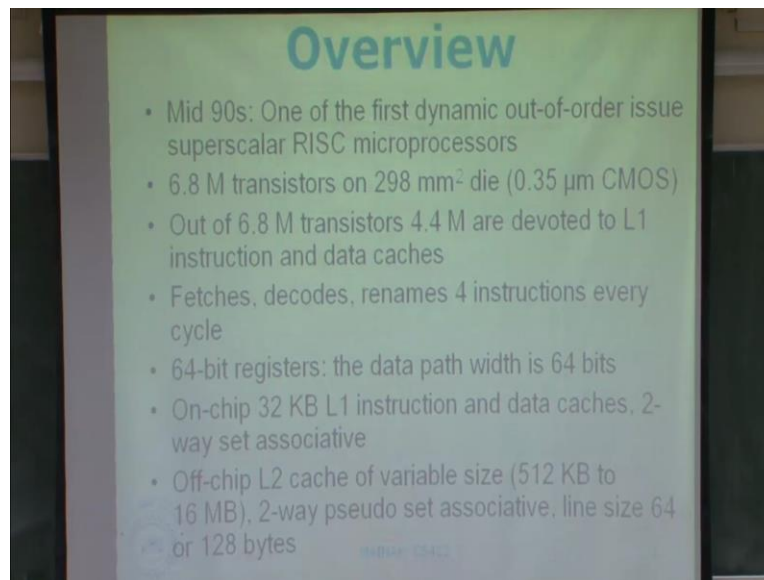 Overview
• Mid 90s: One of the first dynamic out-of-order issue
superscalar RISC microprocessors
• 6.8 M transistors on 298 mm² die (0.35 µm CMOS)
• Out of 6.8 M transistors 4.4 M are devoted to L1
instruction and data caches
• Fetches, decodes, renames 4 instructions every
cycle
• 64-bit registers: the data path width is 64 bits
• On-chip 32 KB L1 instruction and data caches, 2-
way set associative
• Off-chip L2 cache of variable size (512 KB to
16 MB), 2-way pseudo set associative, line size 64
or 128 bytes